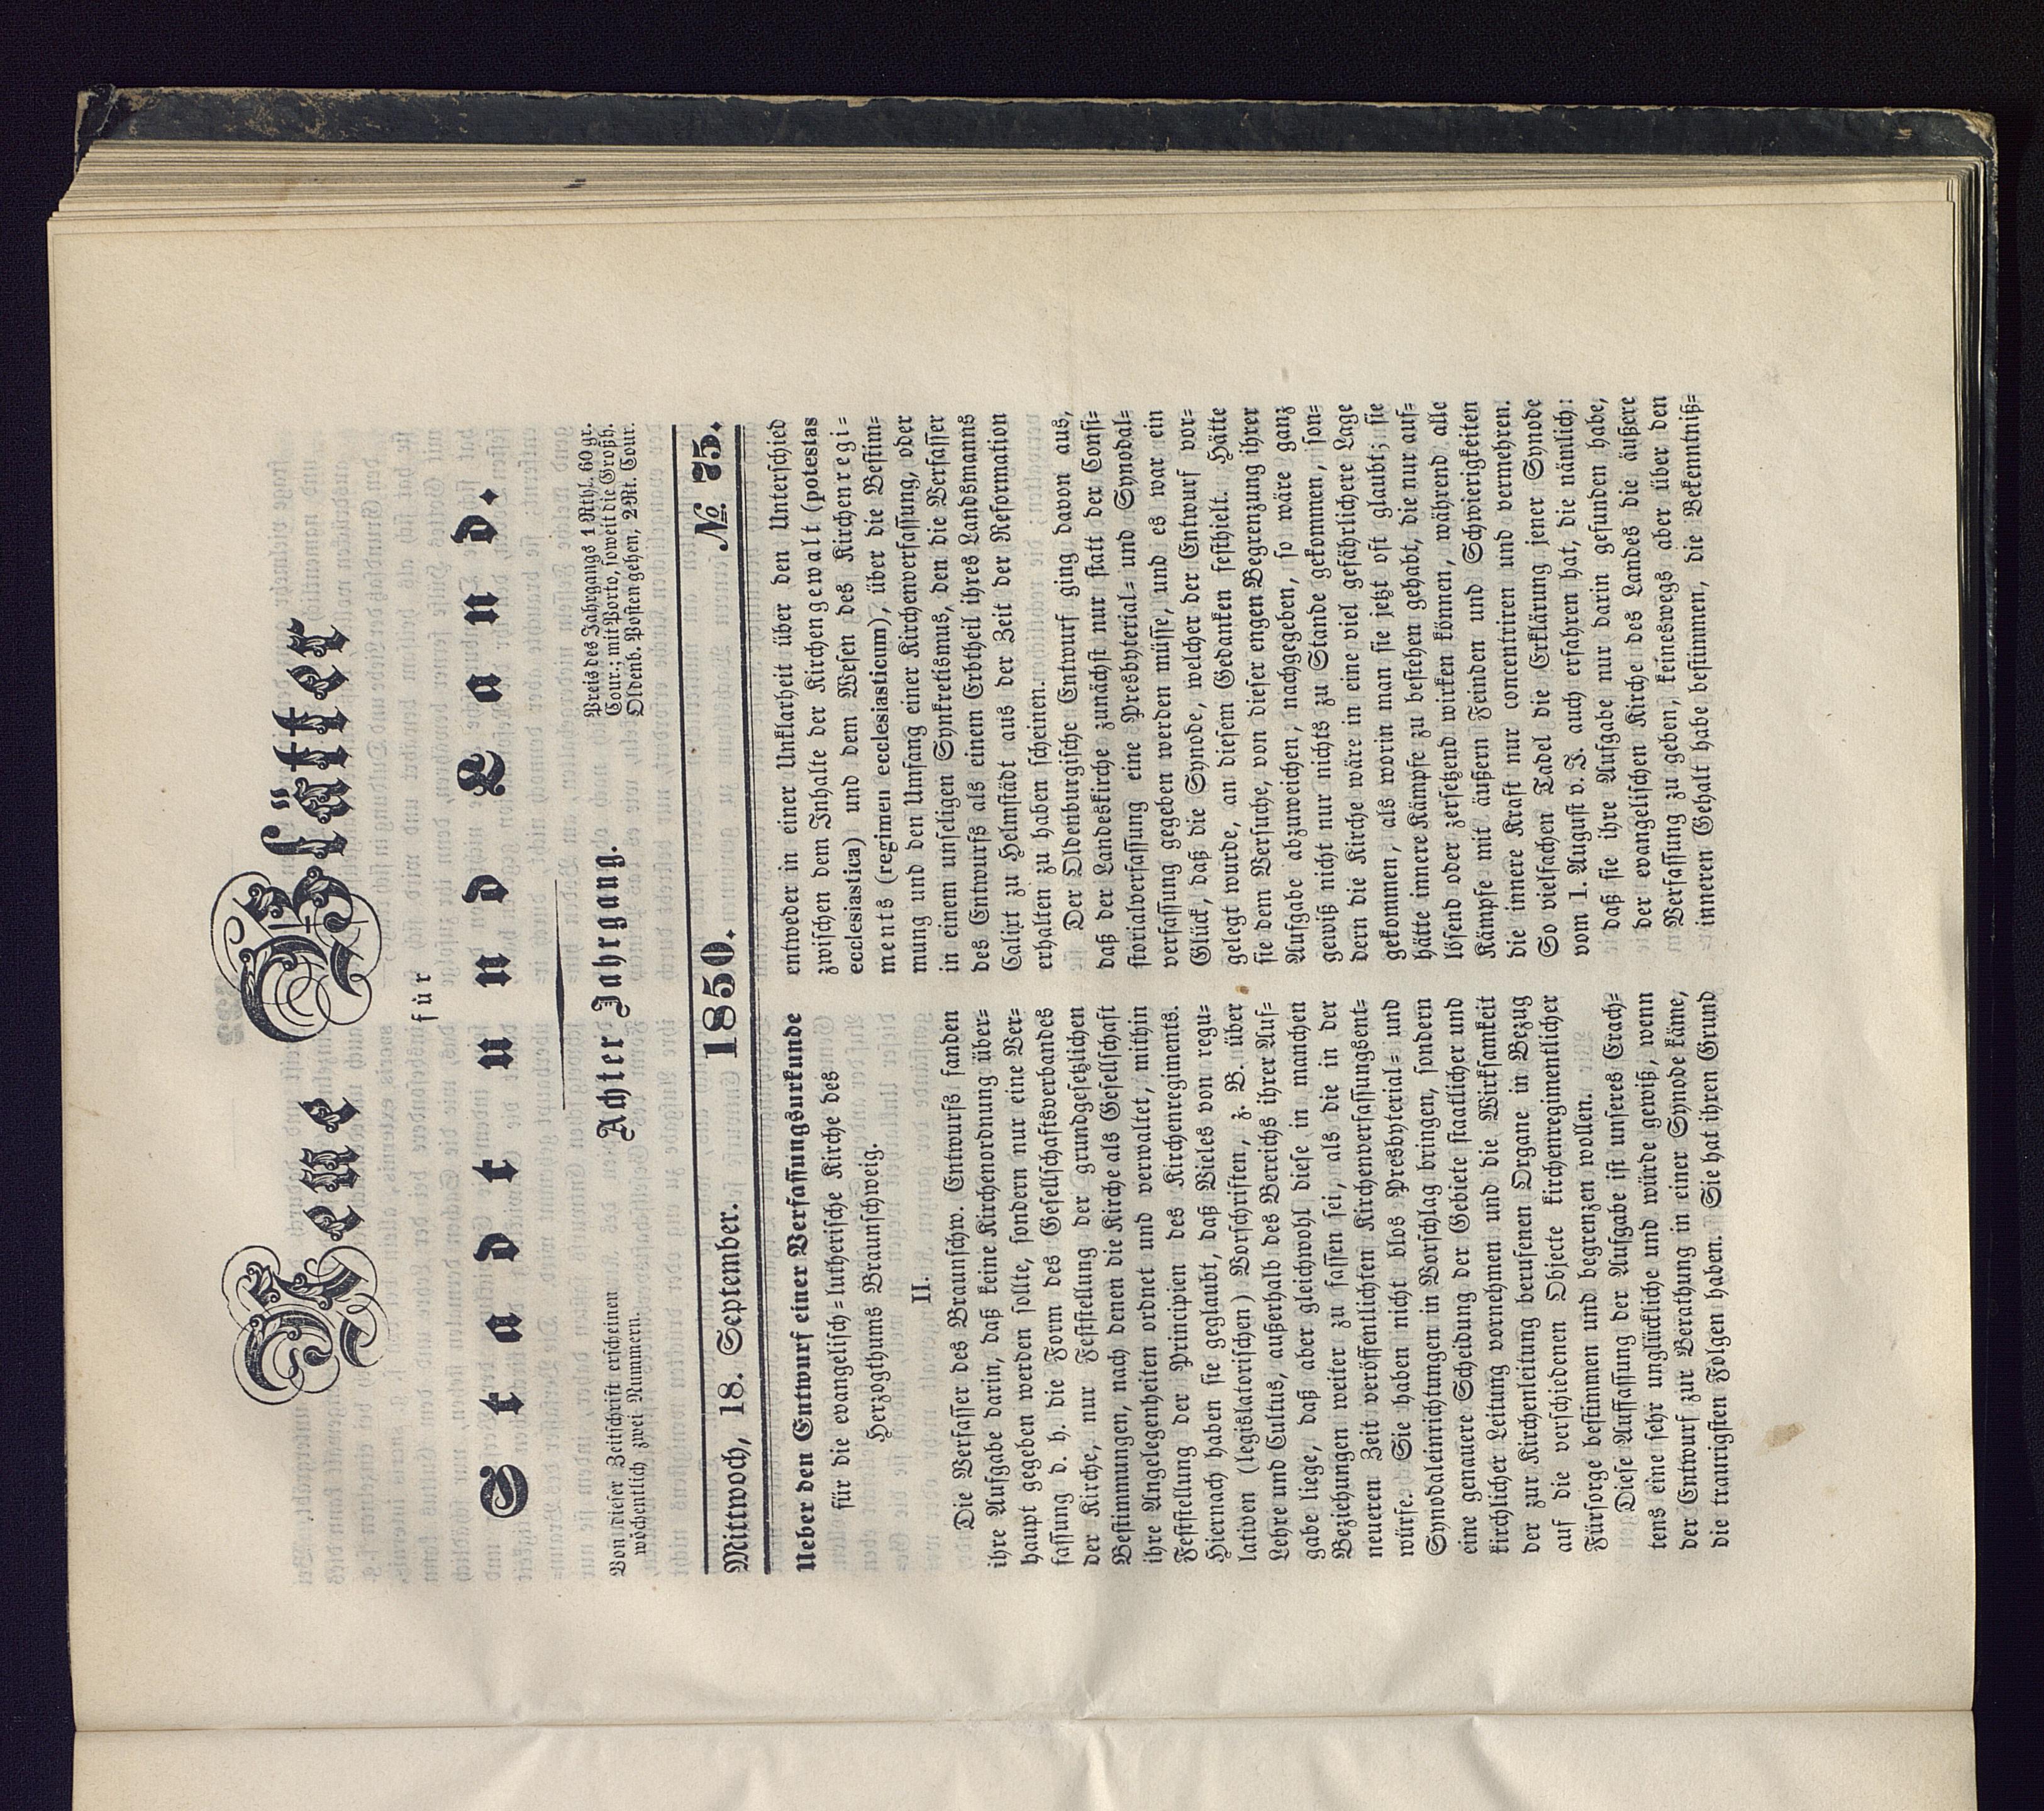 Neue Blätter
für
Stadt und Land.
Achter Jahrgang.
Von dieser Zeitschrift erscheinen
wöchentlich zwei Nummern.
Preis des Jahrgangs 1 Rthl. 60 gr.
Cour.; mit Porto, soweit die Großh.
Oldenb. Posten gehen, 2 Rt. Cour.
Mittwoch, 18. September. 1850. № 75.
Ueber den Entwurf einer Verfassungsurkunde
für die evangelisch=lutherische Kirche des
Herzogthums Braunschweig.
II.
Die Verfasser des Braunschw. Entwurfs fanden
ihre Aufgabe darin, daß keine Kirchenordnung über=
haupt gegeben werden sollte, sondern nur eine Ver=
fassung d. h. die Form des Gesellschaftsverbandes
der Kirche, nur Feststellung der grundgesetzlichen
Bestimmungen, nach denen die Kirche als Gesellschaft
ihre Angelegenheiten ordnet und verwaltet, mithin
Feststellung der Principien des Kirchenregiments.
Hiernach haben sie geglaubt, daß Vieles von regu=
lativen (legislatorischen) Vorschriften, z. B. über
Lehre und Cultus, außerhalb des Bereichs ihrer Auf=
gabe liege, daß aber gleichwohl diese in manchen
Beziehungen weiter zu fassen sei, als die in der
neueren Zeit veröffentlichten Kirchenverfassungsent=
würfe. Sie haben nicht blos Presbyterial= und
Synodaleinrichtungen in Vorschlag bringen, sondern
eine genauere Scheidung der Gebiete staatlicher und
kirchlicher Leitung vornehmen und die Wirksamkeit
der zur Kirchenleitung berufenen Organe in Bezug
auf die verschiedenen Objecte kirchenregimentlicher
Fürsorge bestimmen und begrenzen wollen.
Diese Auffassung der Aufgabe ist unseres Erach=
tens eine sehr unglückliche und würde gewiß, wenn
der Entwurf zur Berathung in einer Synode käme,
die traurigsten Folgen haben. Sie hat ihren Grund
entweder in einer Unklarheit über den Unterschied
zwischen dem Inhalte der Kirchengewalt (potestas
ecclesiastica) und dem Wesen des Kirchenregi=
ments (regimen ecclesiasticum), über die Bestim=
mung und den Umfang einer Kirchenverfassung, oder
in einem unseligen Synkretismus, den die Verfasser
des Entwurfs als einem Erbtheil ihres Landsmanns
Calixt zu Helmstädt aus der Zeit der Reformation
erhalten zu haben scheinen.
Der Oldenburgische Entwurf ging davon aus,
daß der Landeskirche zunächst nur statt der Consi=
storialverfassung eine Presbyterial= und Synodal=
verfassung gegeben werden müsse, und es war ein
Glück, daß die Synode, welcher der Entwurf vor=
gelegt wurde, an diesem Gedanken festhielt. Hätte
sie dem Versuche, von dieser engen Begrenzung ihrer
Aufgabe abzuweichen, nachgegeben, so wäre ganz
gewiß nicht nur nichts zu Stande gekommen, son=
dern die Kirche wäre in eine viel gefährlichere Lage
gekommen, als worin man sie jetzt oft glaubt; sie
hätte innere Kämpfe zu bestehen gehabt, die nur auf=
lösend oder zersetzend wirken können, während alle
Kämpfe mit äußern Feinden und Schwierigkeiten
die innere Kraft nur concentriren und vermehren.
So vielfachen Tadel die Erklärung jener Synode
vom 1. August v. J. auch erfahren hat, die nämlich:
daß sie ihre Aufgabe nur darin gefunden habe,
der evangelischen Kirche des Landes die äußere
Verfassung zu geben, keineswegs aber über den
inneren Gehalt habe bestimmen, die Bekenntniß=